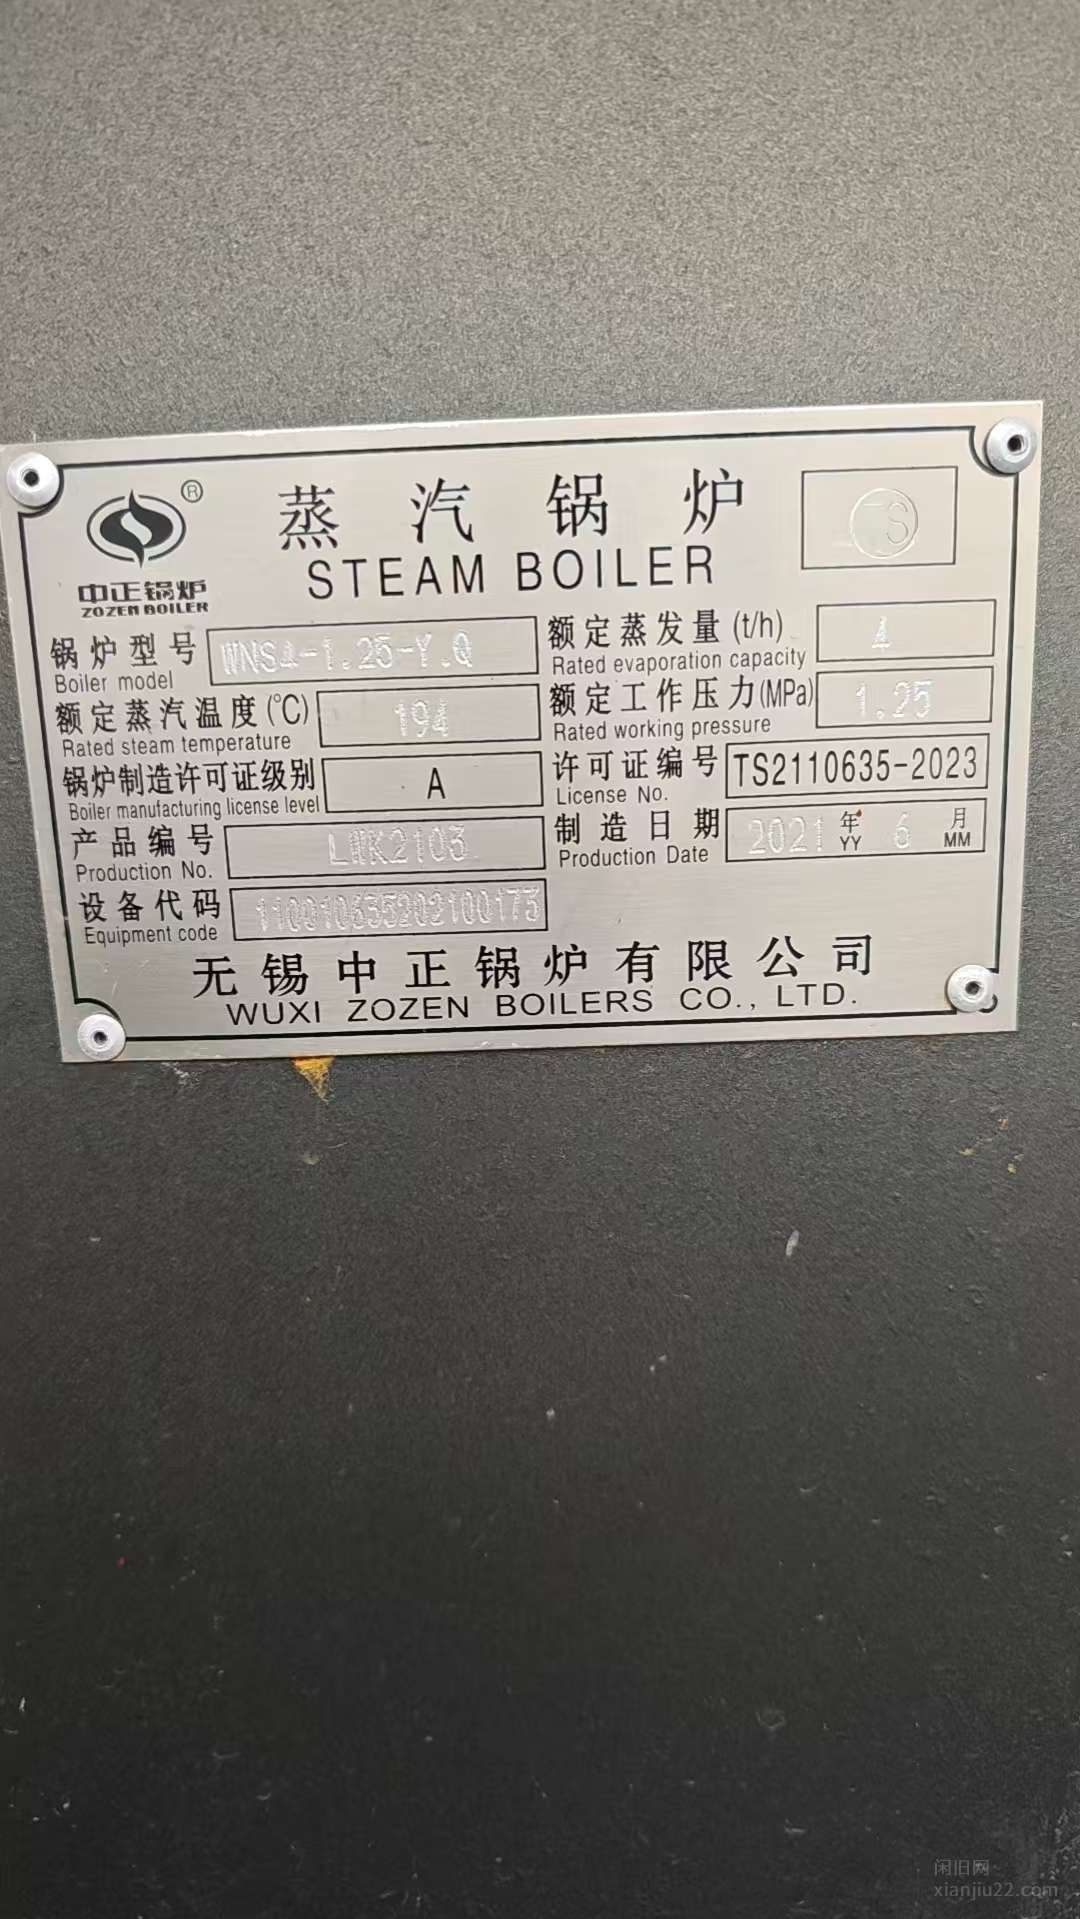 ®
中正锅炉
ZOZEN BOILER
蒸汽锅炉
STEAM BOILER
TS
锅炉型号 WNS4-1.25-Y.Q
Boiler model
额定蒸发量(t/h) 4
Rated evaporation capacity
额定蒸汽温度(℃) 194
Rated steam temperature
额定工作压力(MPa) 1.25
Rated working pressure
锅炉制造许可证级别 A
Boiler manufacturing license level
许可证编号 TS2110635-2023
License No.
产品编号 LWK2103
Production No.
制造日期 2021 年 6 月
Production Date YY MM
设备代码 110010635202100173
Equipment code
无锡中正锅炉有限公司
WUXI ZOZEN BOILERS CO., LTD.
闲旧网
xianjiu22.com